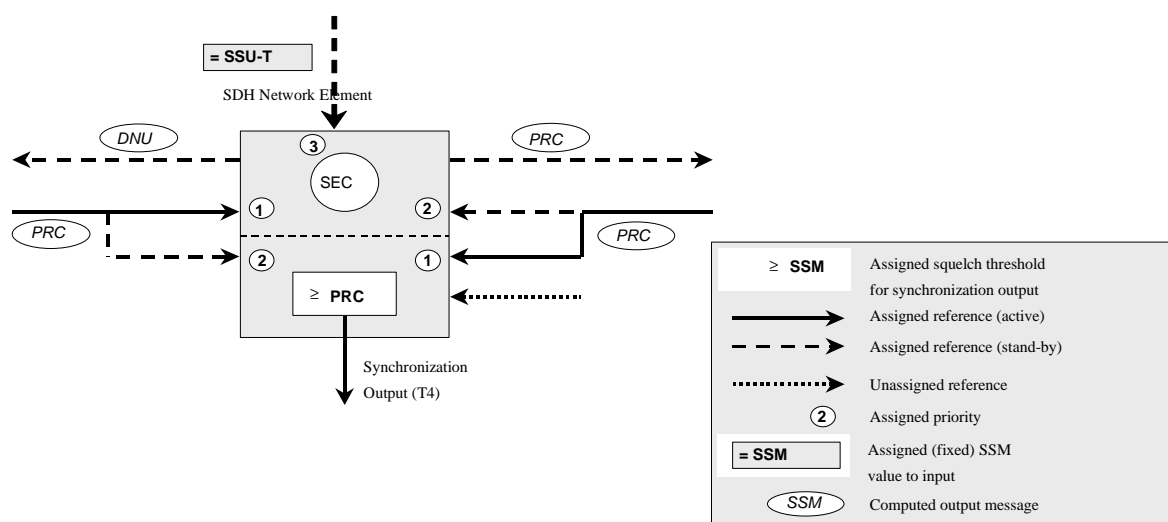 = SSU-T
SDH Network Element
DNU
PRC
3
SEC
1
2
PRC
PRC
2
1
≥ PRC
Synchronization
Output (T4)
≥ SSM
Assigned squelch threshold
for synchronization output
Assigned reference (active)
Assigned reference (stand-by)
Unassigned reference
2
Assigned priority
= SSM
Assigned (fixed) SSM
value to input
SSM
Computed output message